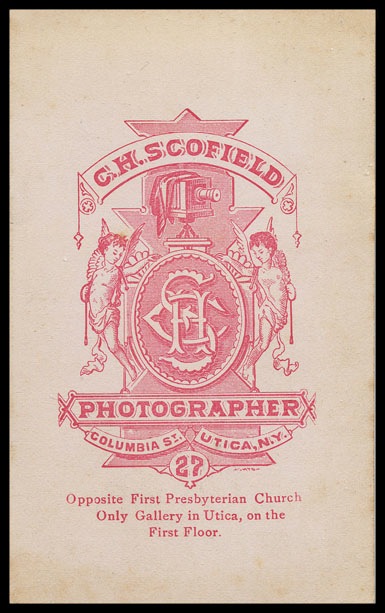 C.H. SCOFIELD
CHS
PHOTOGRAPHER
COLUMBIA ST. UTICA, N.Y.
27
Opposite First Presbyterian Church
Only Gallery in Utica, on the
First Floor.